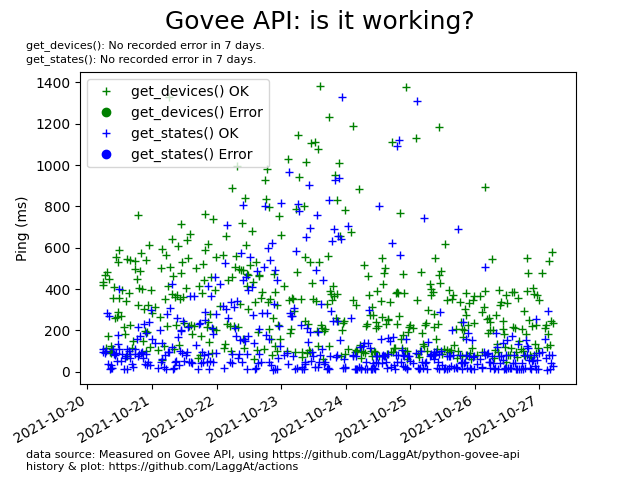 Govee API: is it working?
get_devices(): No recorded error in 7 days.
get_states(): No recorded error in 7 days.
get_devices() OK
get_devices() Error
get_states() OK
get_states() Error
Ping (ms)
1400
1200
1000
800
600
400
200
0
2021-10-20
2021-10-21
2021-10-22
2021-10-23
2021-10-24
2021-10-25
2021-10-26
2021-10-27
data source: Measured on Govee API, using https://github.com/LaggAt/python-govee-api
history & plot: https://github.com/LaggAt/actions